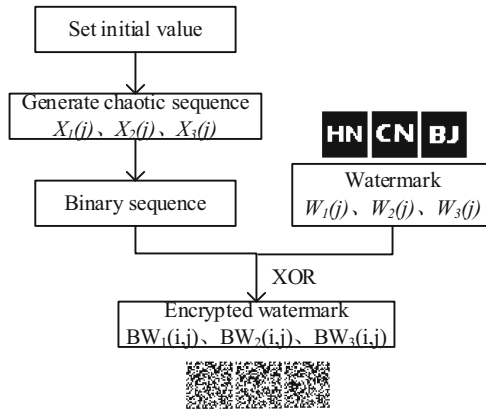 Set initial value
Generate chaotic sequence
X₁(j)、X₂(j)、X₃(j)
HN CN BJ
Binary sequence
Watermark
W₁(j)、W₂(j)、W₃(j)
XOR
Encrypted watermark
BW₁(i,j)、BW₂(i,j)、BW₃(i,j)